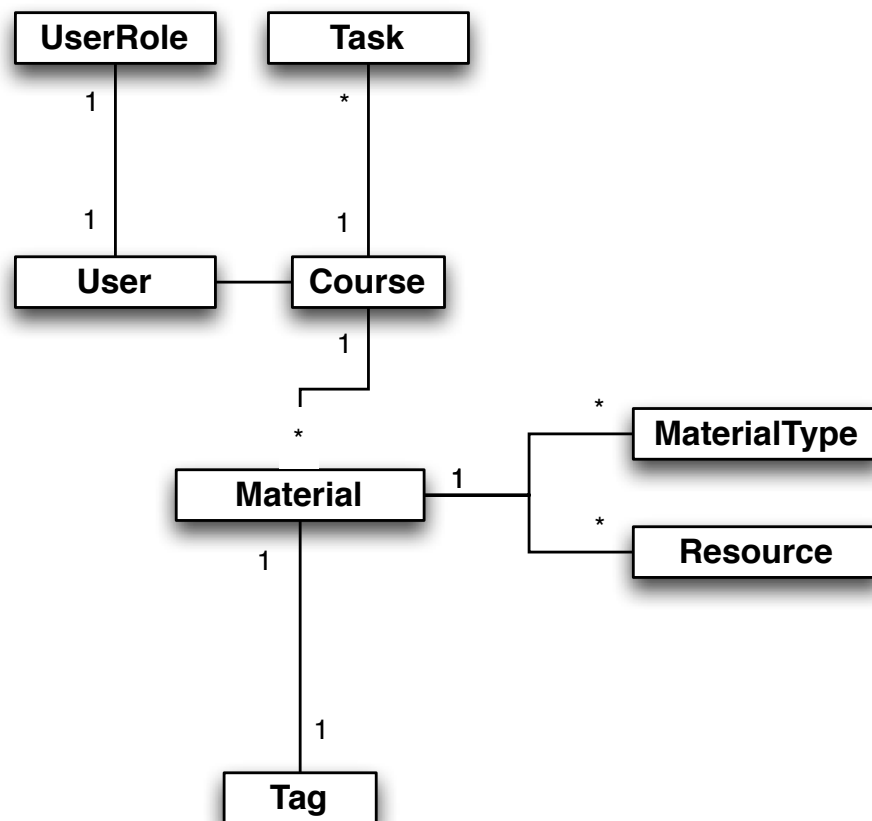 UserRole
Task
1
*
1
1
User
Course
1
*
*
MaterialType
1
Material
*
Resource
1
1
Tag